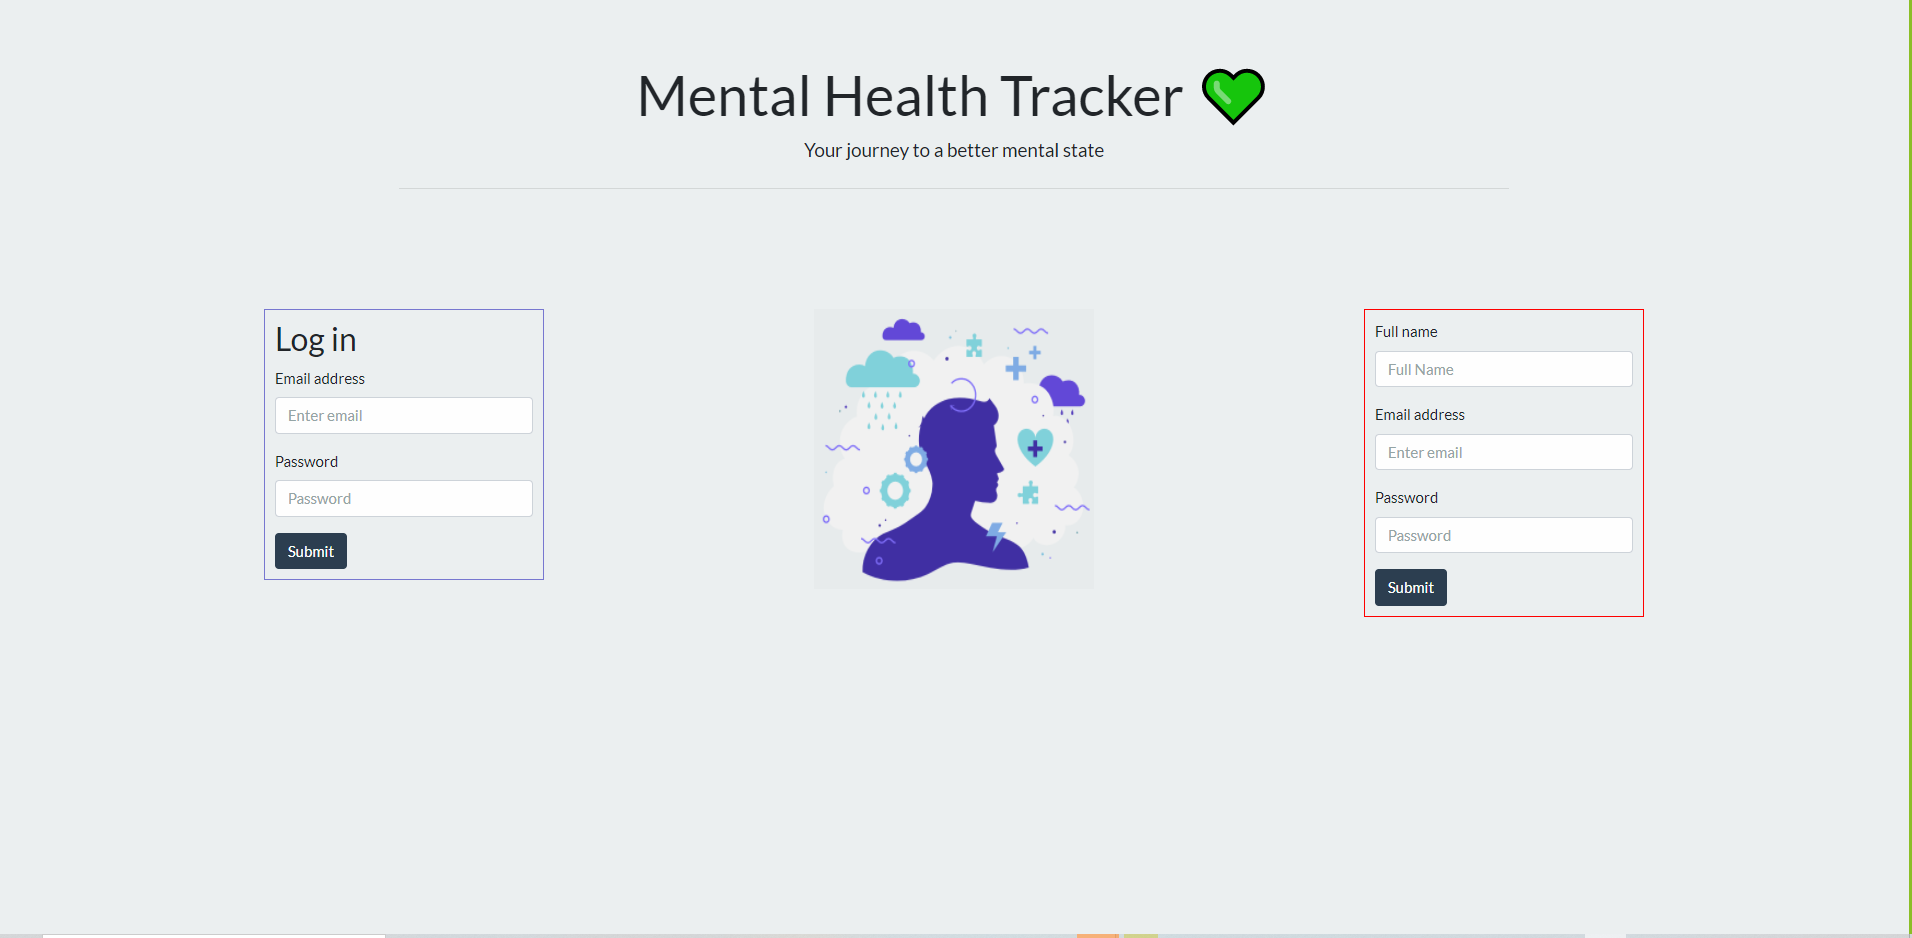 Mental Health Tracker
Your journey to a better mental state
Log in
Email address
Enter email
Password
Password
Submit
Full name
Full Name
Email address
Enter email
Password
Password
Submit